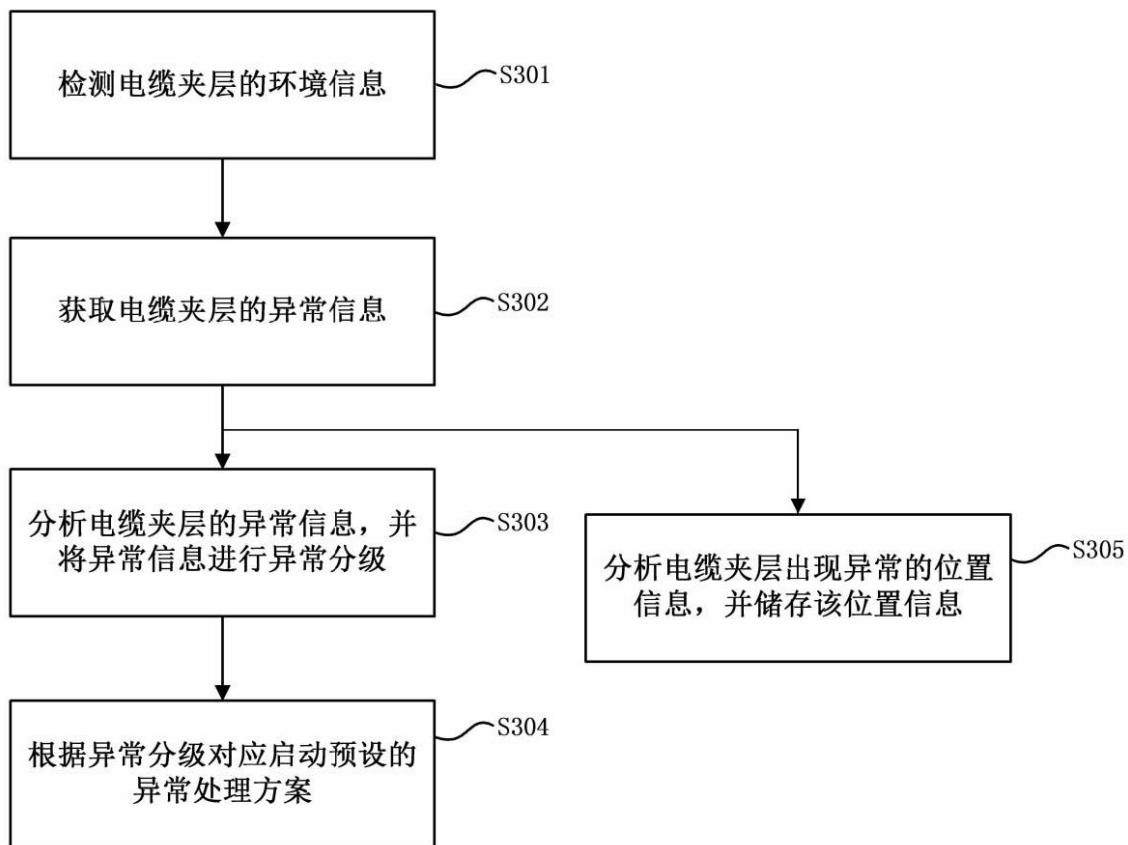 检测电缆夹层的环境信息
S301
获取电缆夹层的异常信息
S302
分析电缆夹层的异常信息，并
将异常信息进行异常分级
S303
分析电缆夹层出现异常的位置
信息，并储存该位置信息
S305
根据异常分级对应启动预设的
异常处理方案
S304